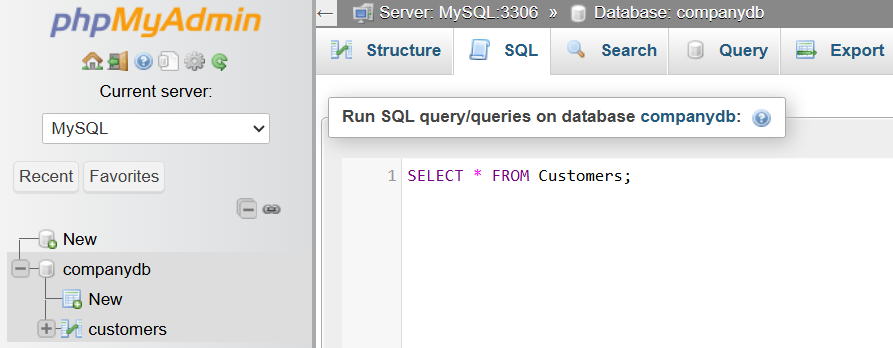 phpMyAdmin
Current server:
MySQL
Recent
Favorites
New
companydb
New
customers
Server: MySQL:3306 » Database: companydb
Structure
SQL
Search
Query
Export
Run SQL query/queries on database companydb:
1 SELECT * FROM Customers;